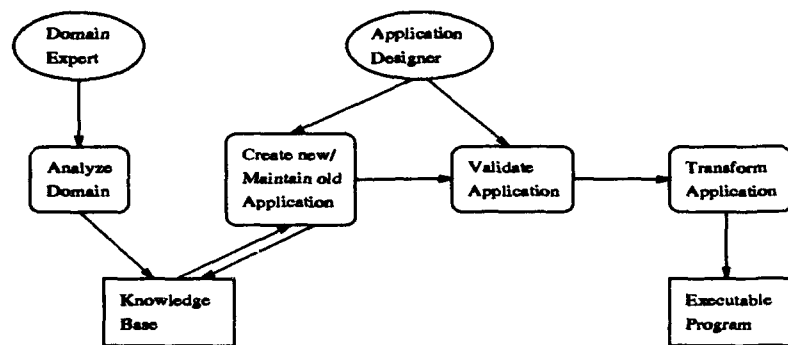 Domain
Expert
Application
Designer
Analyze
Domain
Create new/
Maintain old
Application
Validate
Application
Transform
Application
Knowledge
Base
Executable
Program